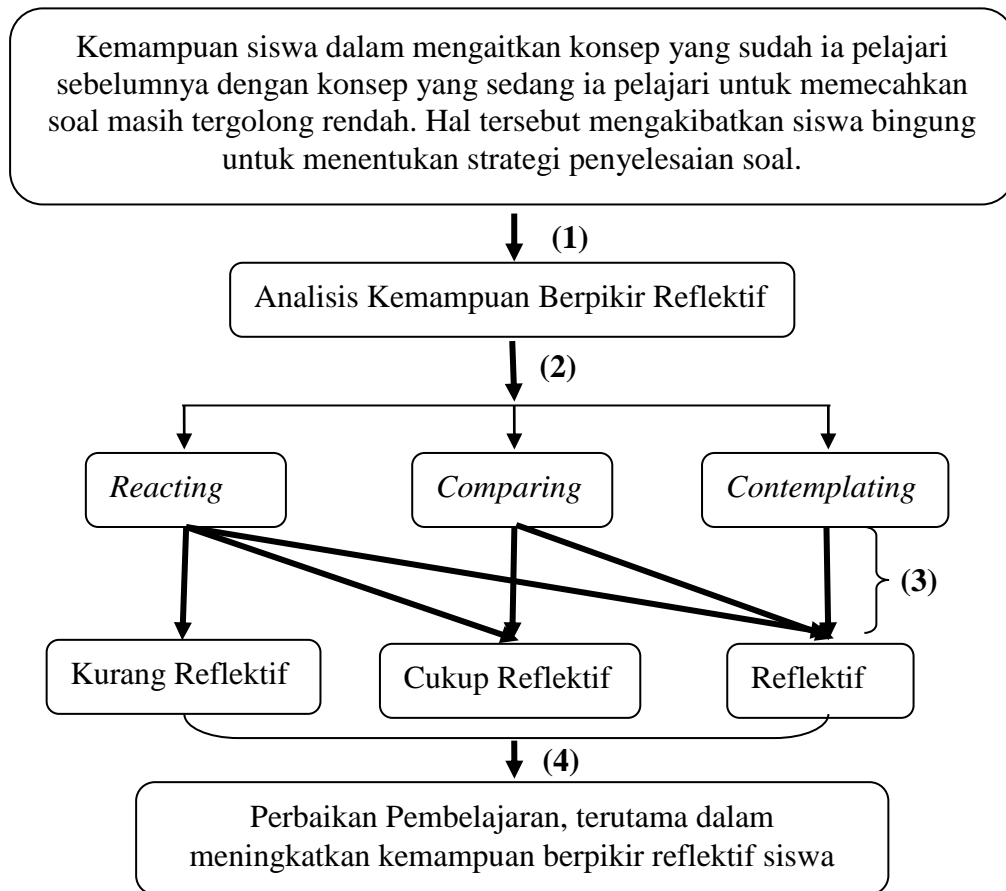 Kemampuan siswa dalam mengaitkan konsep yang sudah ia pelajari
sebelumnya dengan konsep yang sedang ia pelajari untuk memecahkan
soal masih tergolong rendah. Hal tersebut mengakibatkan siswa bingung
untuk menentukan strategi penyelesaian soal.
(1)
Analisis Kemampuan Berpikir Reflektif
(2)
Reacting
Comparing
Contemplating
(3)
Kurang Reflektif
Cukup Reflektif
Reflektif
(4)
Perbaikan Pembelajaran, terutama dalam
meningkatkan kemampuan berpikir reflektif siswa